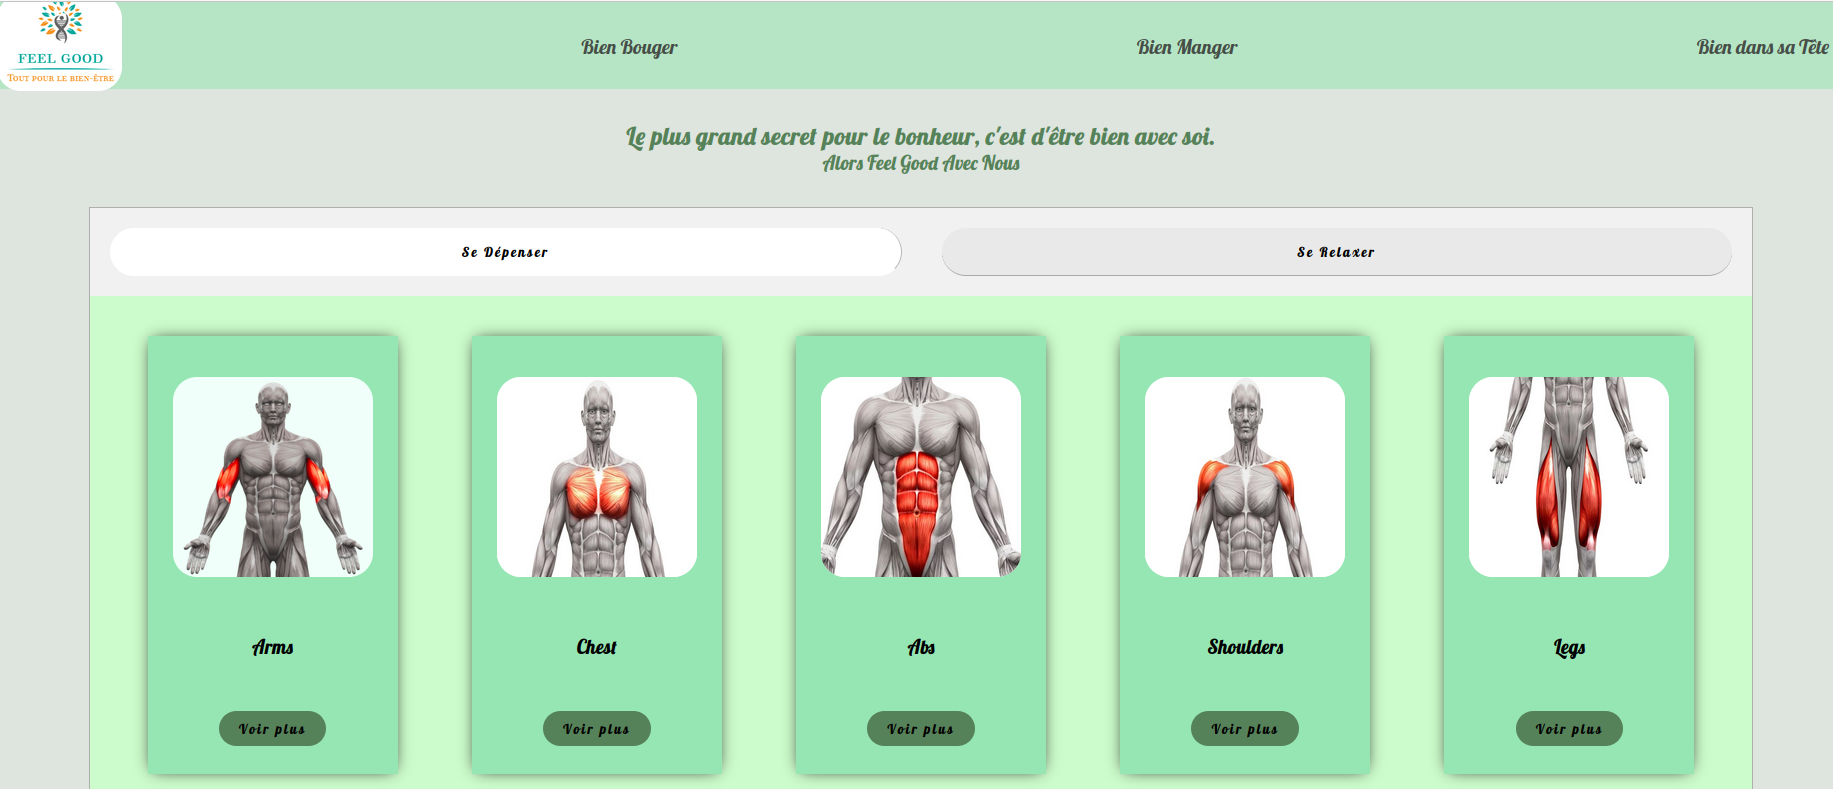 FEEL GOOD
TOUT POUR LE BIEN-ÊTRE
Bien Bouger
Bien Manger
Bien dans sa Tête
Le plus grand secret pour le bonheur, c'est d'être bien avec soi.
Alors Feel Good Avec Nous
Se Dépenser
Se Relaxer
Arms
Chest
Abs
Shoulders
Legs
Voir plus
Voir plus
Voir plus
Voir plus
Voir plus